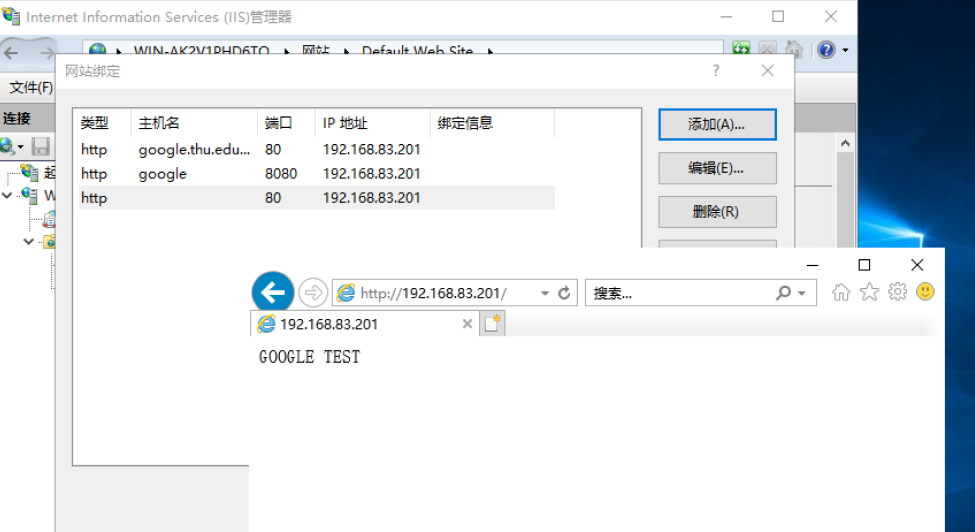 Internet Information Services (IIS)管理器
WIN-AK2V1PHD6TO 网站 Default Web Site
网站绑定
文件(F)
连接
类型 主机名 端口 IP 地址 绑定信息
http google.thu.edu... 80 192.168.83.201
http google 8080 192.168.83.201
http 80 192.168.83.201
添加(A)...
编辑(E)...
删除(R)
起
W
http://192.168.83.201/ 搜索...
192.168.83.201
GOOGLE TEST